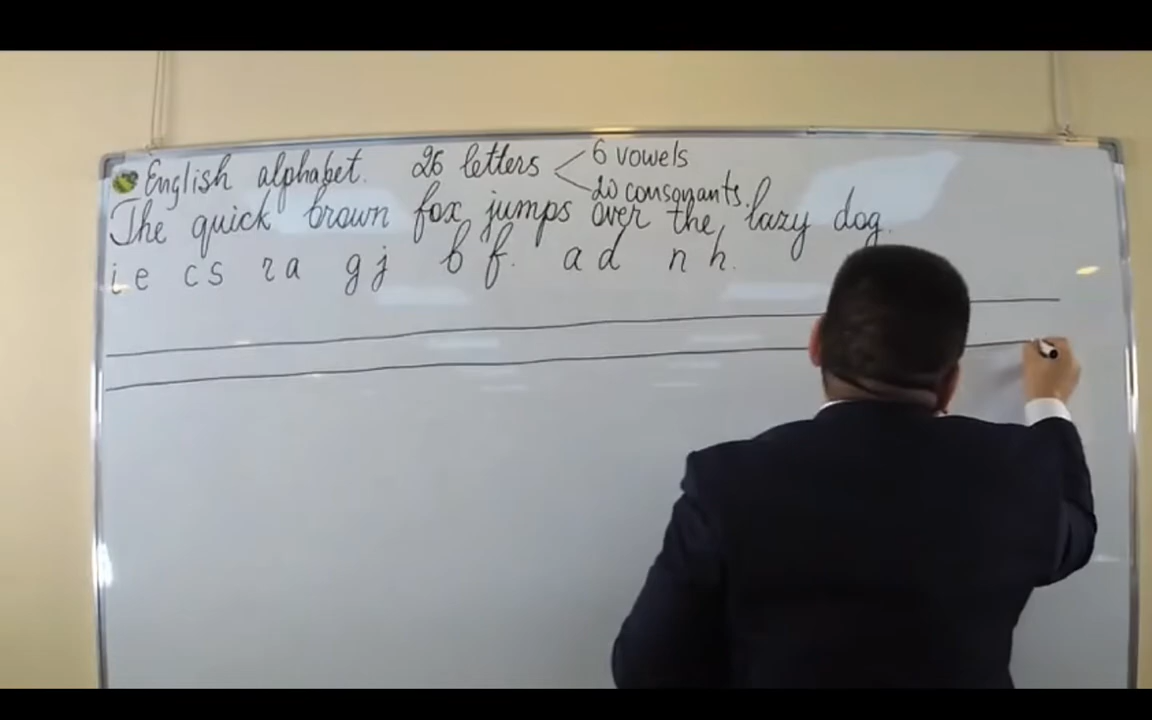 English alphabet. 26 letters < 6 vowels
20 consonants.
The quick brown fox jumps over the lazy dog.
i e c s r a g j b f. a d n h.